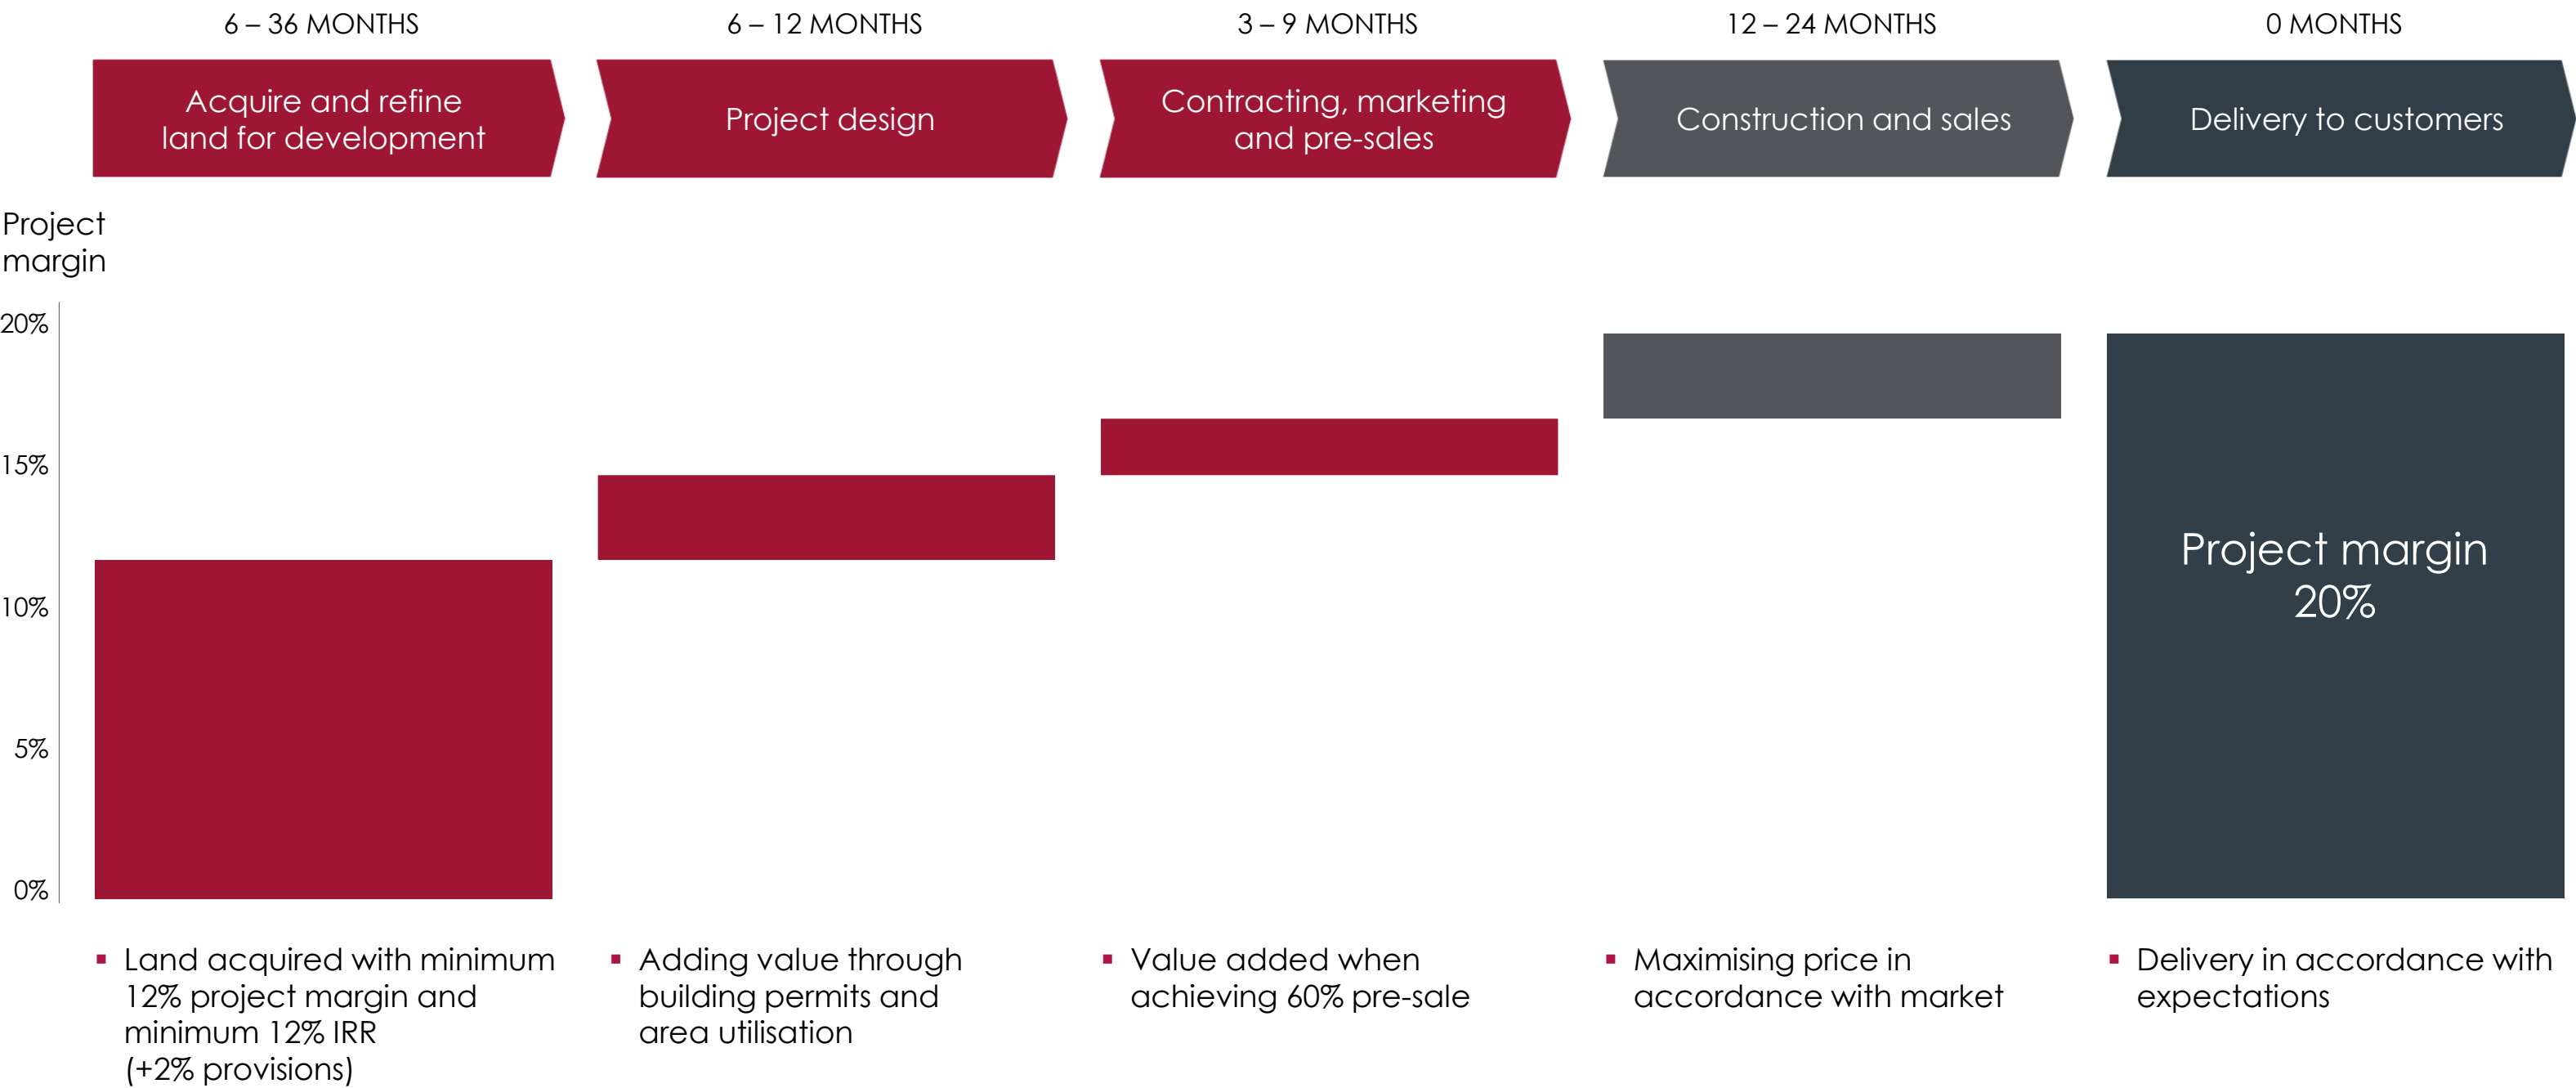 6 – 36 MONTHS
6 – 12 MONTHS
3 – 9 MONTHS
12 – 24 MONTHS
0 MONTHS
Acquire and refine
land for development
Project design
Contracting, marketing
and pre-sales
Construction and sales
Delivery to customers
Project
margin
20%
15%
10%
5%
0%
Project margin
20%
▪ Land acquired with minimum
12% project margin and
minimum 12% IRR
(+2% provisions)
▪ Adding value through
building permits and
area utilisation
▪ Value added when
achieving 60% pre-sale
▪ Maximising price in
accordance with market
▪ Delivery in accordance with
expectations